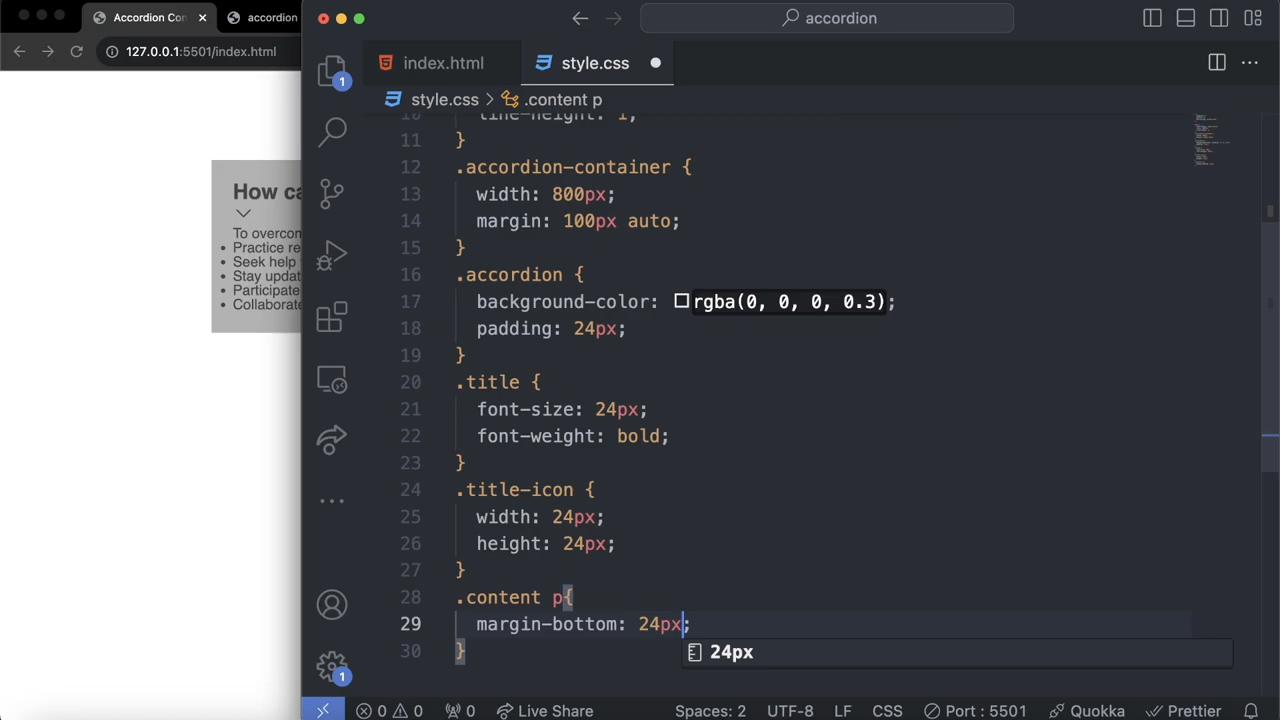 Accordion Con
accordion
accordion
127.0.0.1:5501/index.html
index.html
style.css
style.css > .content p
1
10 line-height: 1;
11 }
12 .accordion-container {
13 width: 800px;
14 margin: 100px auto;
15 }
16 .accordion {
17 background-color: rgba(0, 0, 0, 0.3);
18 padding: 24px;
19 }
20 .title {
21 font-size: 24px;
22 font-weight: bold;
23 }
24 .title-icon {
25 width: 24px;
26 height: 24px;
27 }
28 .content p{
29 margin-bottom: 24px;
30 }
24px
How ca
To overcom
Practice re
Seek help
Stay updat
Participate
Collaborate
1
0 0 0 Live Share Spaces: 2 UTF-8 LF CSS Port : 5501 Quokka Prettier